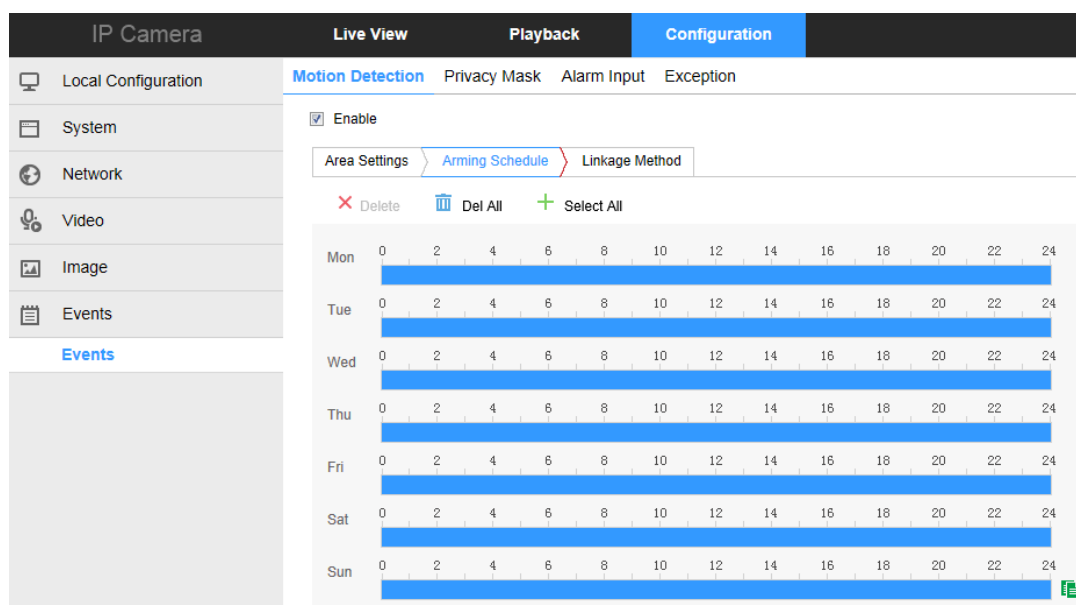 IP Camera Live View Playback Configuration
Local Configuration
System
Network
Video
Image
Events
Events
Motion Detection Privacy Mask Alarm Input Exception
Enable
Area Settings Arming Schedule Linkage Method
Delete Del All Select All
Mon 0 2 4 6 8 10 12 14 16 18 20 22 24
Tue 0 2 4 6 8 10 12 14 16 18 20 22 24
Wed 0 2 4 6 8 10 12 14 16 18 20 22 24
Thu 0 2 4 6 8 10 12 14 16 18 20 22 24
Fri 0 2 4 6 8 10 12 14 16 18 20 22 24
Sat 0 2 4 6 8 10 12 14 16 18 20 22 24
Sun 0 2 4 6 8 10 12 14 16 18 20 22 24